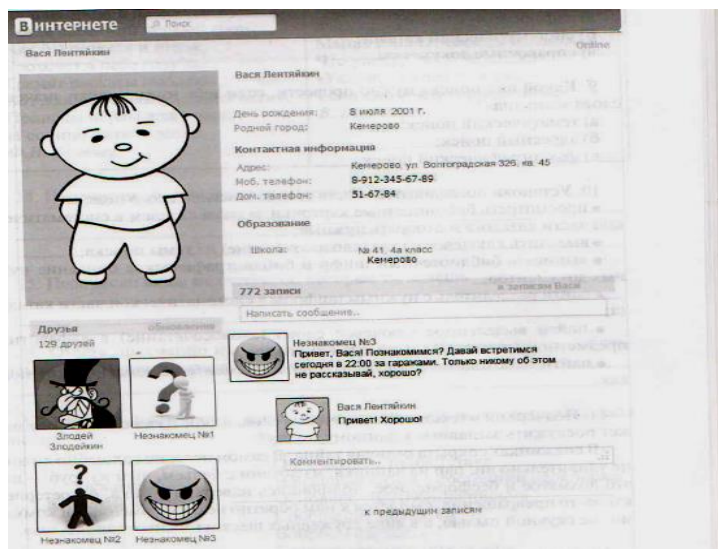 Винтернете
Поиск
Вася Лентяйкин
Online
Вася Лентяйкин
День рождения: 8 июля 2001 г.
Родной город: Кемерово
Контактная информация
Адрес: Кемерово, ул. Волгоградская 32б, кв. 45
Моб. телефон: 8-912-345-67-89
Дом. телефон: 51-67-84
Образование
Школа: № 41, 4а класс
Кемерово
772 записи
к записям Васи
Написать сообщение..
Друзья
обновления
129 друзей
Злодей
Злодейкин
Незнакомец №1
Незнакомец №2
Незнакомец №3
Незнакомец №3
Привет, Вася! Познакомимся? Давай встретимся
сегодня в 22:00 за гаражами. Только никому об этом
не рассказывай, хорошо?
Вася Лентяйкин
Привет! Хорошо!
Комментировать..
к предыдущим записям